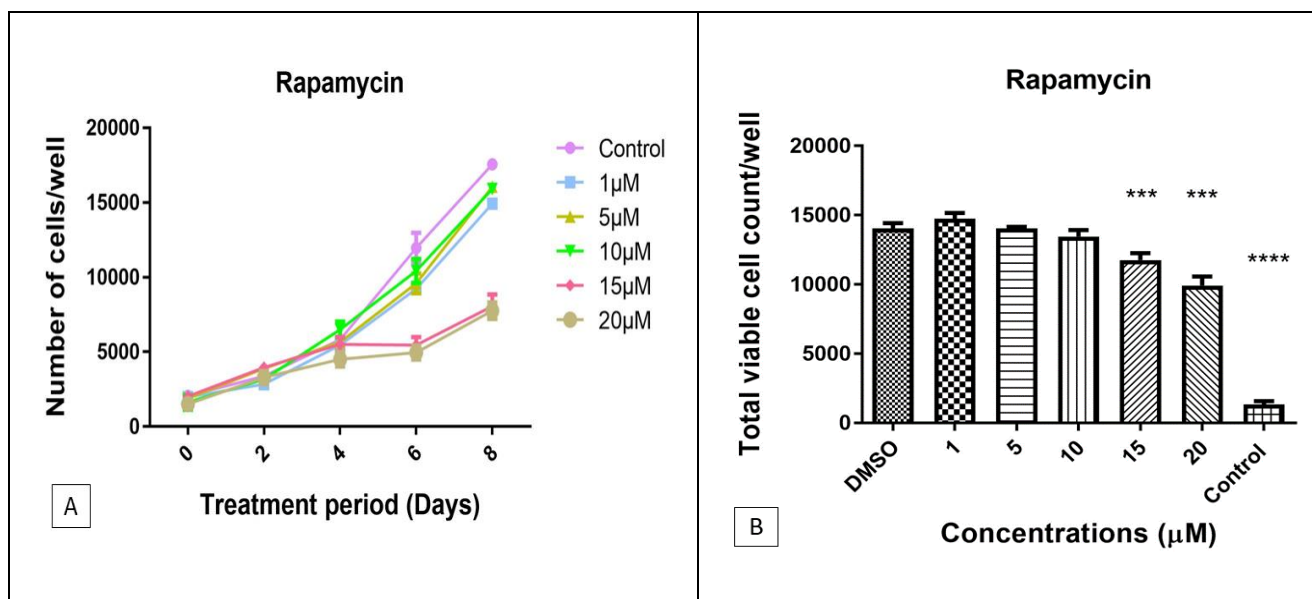 Rapamycin
Number of cells/well
20000
15000
10000
5000
0
0 2 4 6 8
Treatment period (Days)
Control
1µM
5µM
10µM
15µM
20µM
A
Rapamycin
Total viable cell count/well
20000
15000
10000
5000
0
*** *** ****
DMSO 1 5 10 15 20 Control
Concentrations (µM)
B